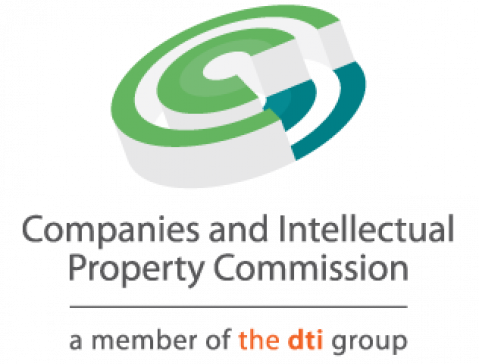 Companies and Intellectual
Property Commission
a member of the dti group